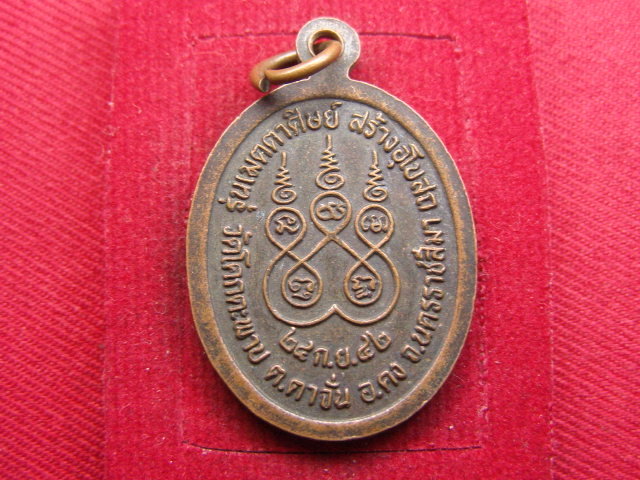 รุ่นเมตตาศิษย์ สร้างอุโบสถ
วัดโคกตะพาบ ต.ตาจั่น อ.คง จ.นครราชสีมา
๒๔ ก.ย. ๔๒